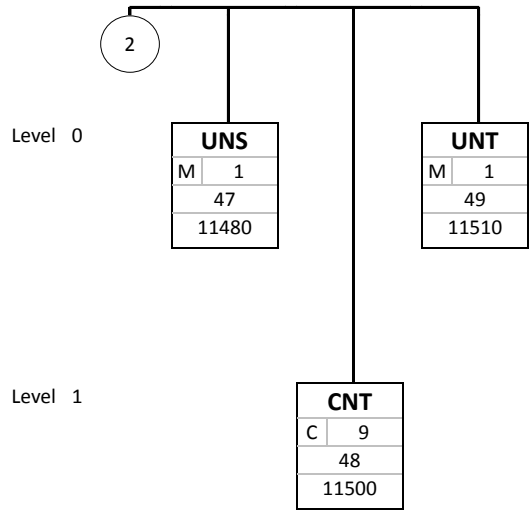 2
Level 0
UNS
M 1
47
11480
UNT
M 1
49
11510
Level 1
CNT
C 9
48
11500